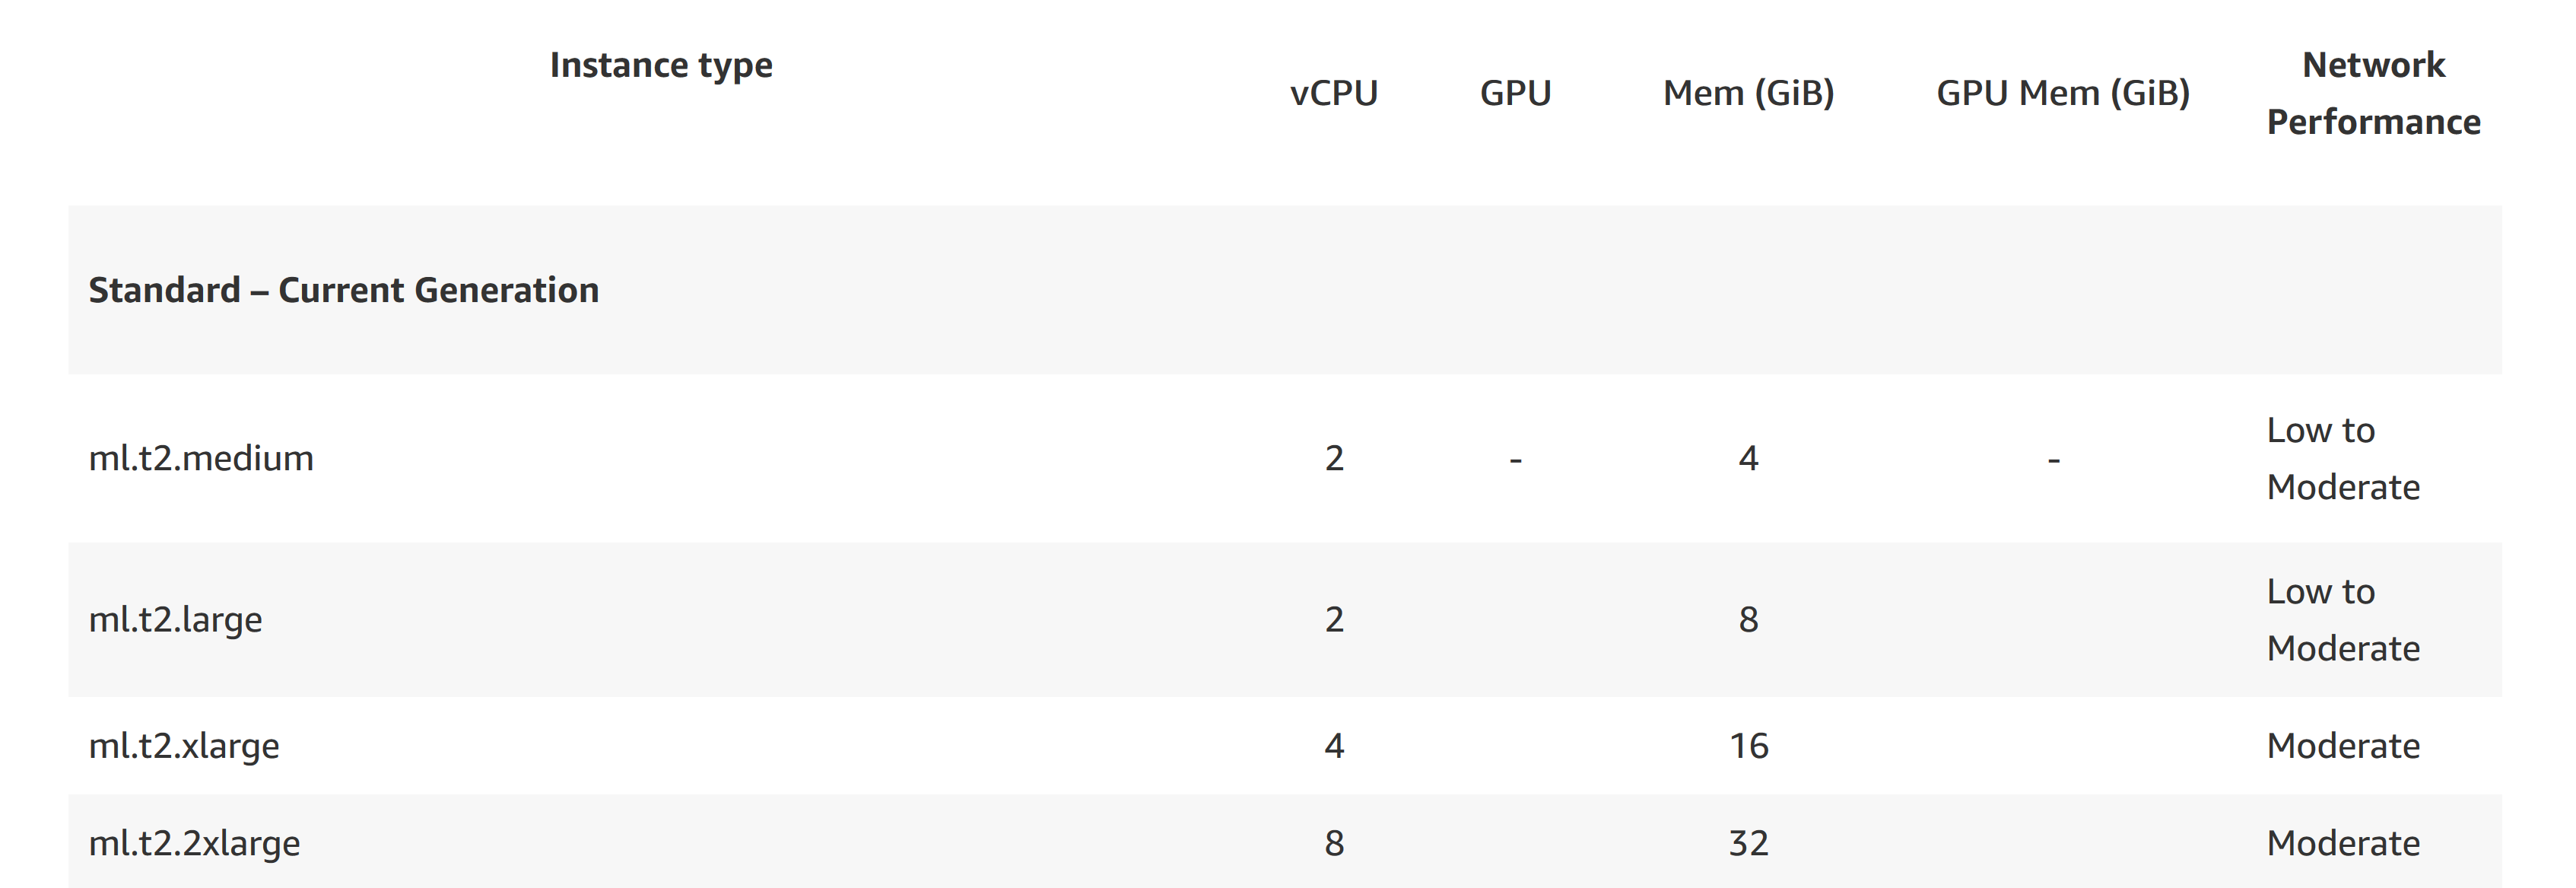 Instance type vCPU GPU Mem (GiB) GPU Mem (GiB) Network Performance
Standard – Current Generation
ml.t2.medium 2 - 4 - Low to Moderate
ml.t2.large 2 8 Low to Moderate
ml.t2.xlarge 4 16 Moderate
ml.t2.2xlarge 8 32 Moderate